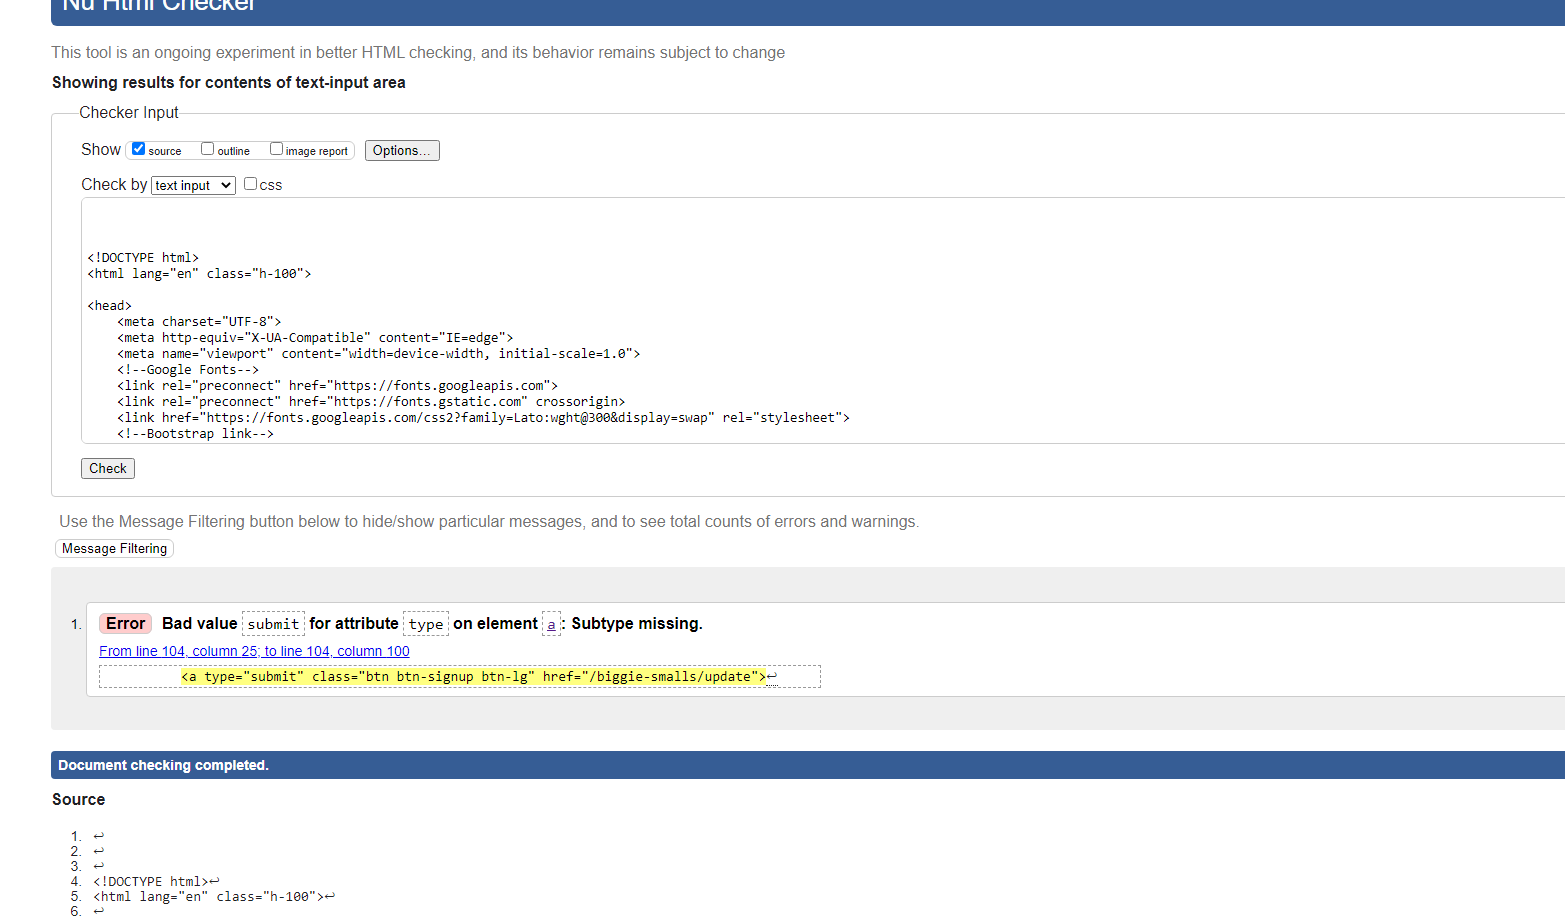 Nu Html Checker
This tool is an ongoing experiment in better HTML checking, and its behavior remains subject to change
Showing results for contents of text-input area
Checker Input
Show source outline image report Options...
Check by text input css
<!DOCTYPE html>
<html lang="en" class="h-100">
<head>
<meta charset="UTF-8">
<meta http-equiv="X-UA-Compatible" content="IE=edge">
<meta name="viewport" content="width=device-width, initial-scale=1.0">
<!--Google Fonts-->
<link rel="preconnect" href="https://fonts.googleapis.com">
<link rel="preconnect" href="https://fonts.gstatic.com" crossorigin>
<link href="https://fonts.googleapis.com/css2?family=Lato:wght@300&display=swap" rel="stylesheet">
<!--Bootstrap link-->
Check
Use the Message Filtering button below to hide/show particular messages, and to see total counts of errors and warnings.
Message Filtering
1. Error Bad value submit for attribute type on element a: Subtype missing.
From line 104, column 25; to line 104, column 100
<a type="submit" class="btn btn-signup btn-lg" href="/biggie-smalls/update">↩
Document checking completed.
Source
1. ↩
2. ↩
3. ↩
4. <!DOCTYPE html>↩
5. <html lang="en" class="h-100">↩
6. ↩